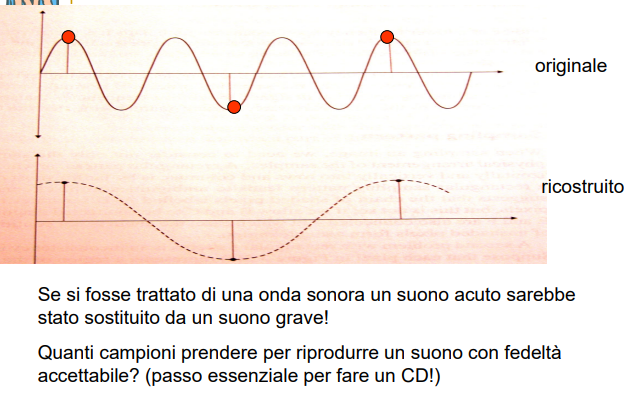 originale
ricostruito
Se si fosse trattato di una onda sonora un suono acuto sarebbe
stato sostituito da un suono grave!
Quanti campioni prendere per riprodurre un suono con fedeltà
accettabile? (passo essenziale per fare un CD!)